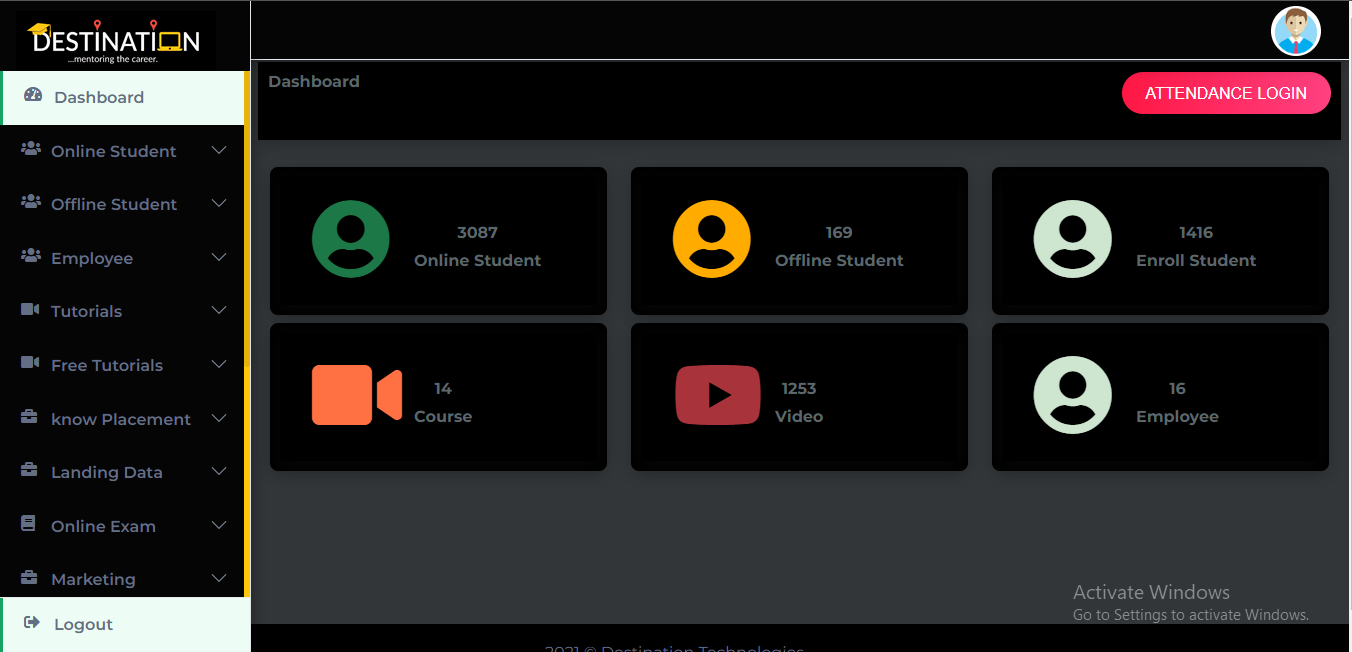 DESTINATION
...mentoring the career.
Dashboard
Online Student
Offline Student
Employee
Tutorials
Free Tutorials
know Placement
Landing Data
Online Exam
Marketing
Logout
Dashboard
ATTENDANCE LOGIN
3087
Online Student
169
Offline Student
1416
Enroll Student
14
Course
1253
Video
16
Employee
Activate Windows
Go to Settings to activate Windows.
2021 © Destination Technologies